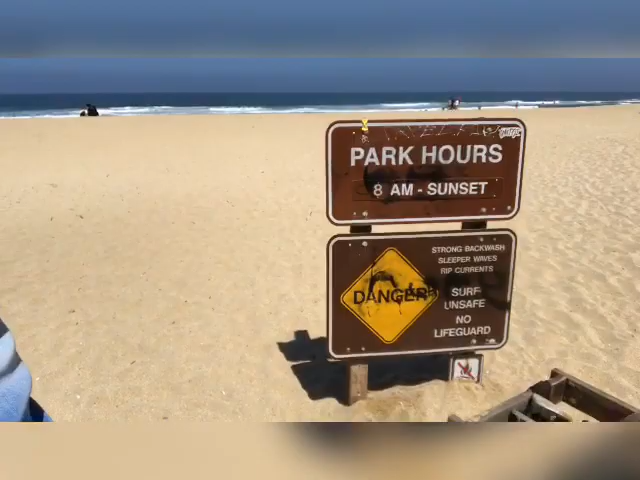 PARK HOURS
8 AM - SUNSET
STRONG BACKWASH
SLEEPER WAVES
RIP CURRENTS
DANGER
SURF
UNSAFE
NO
LIFEGUARD